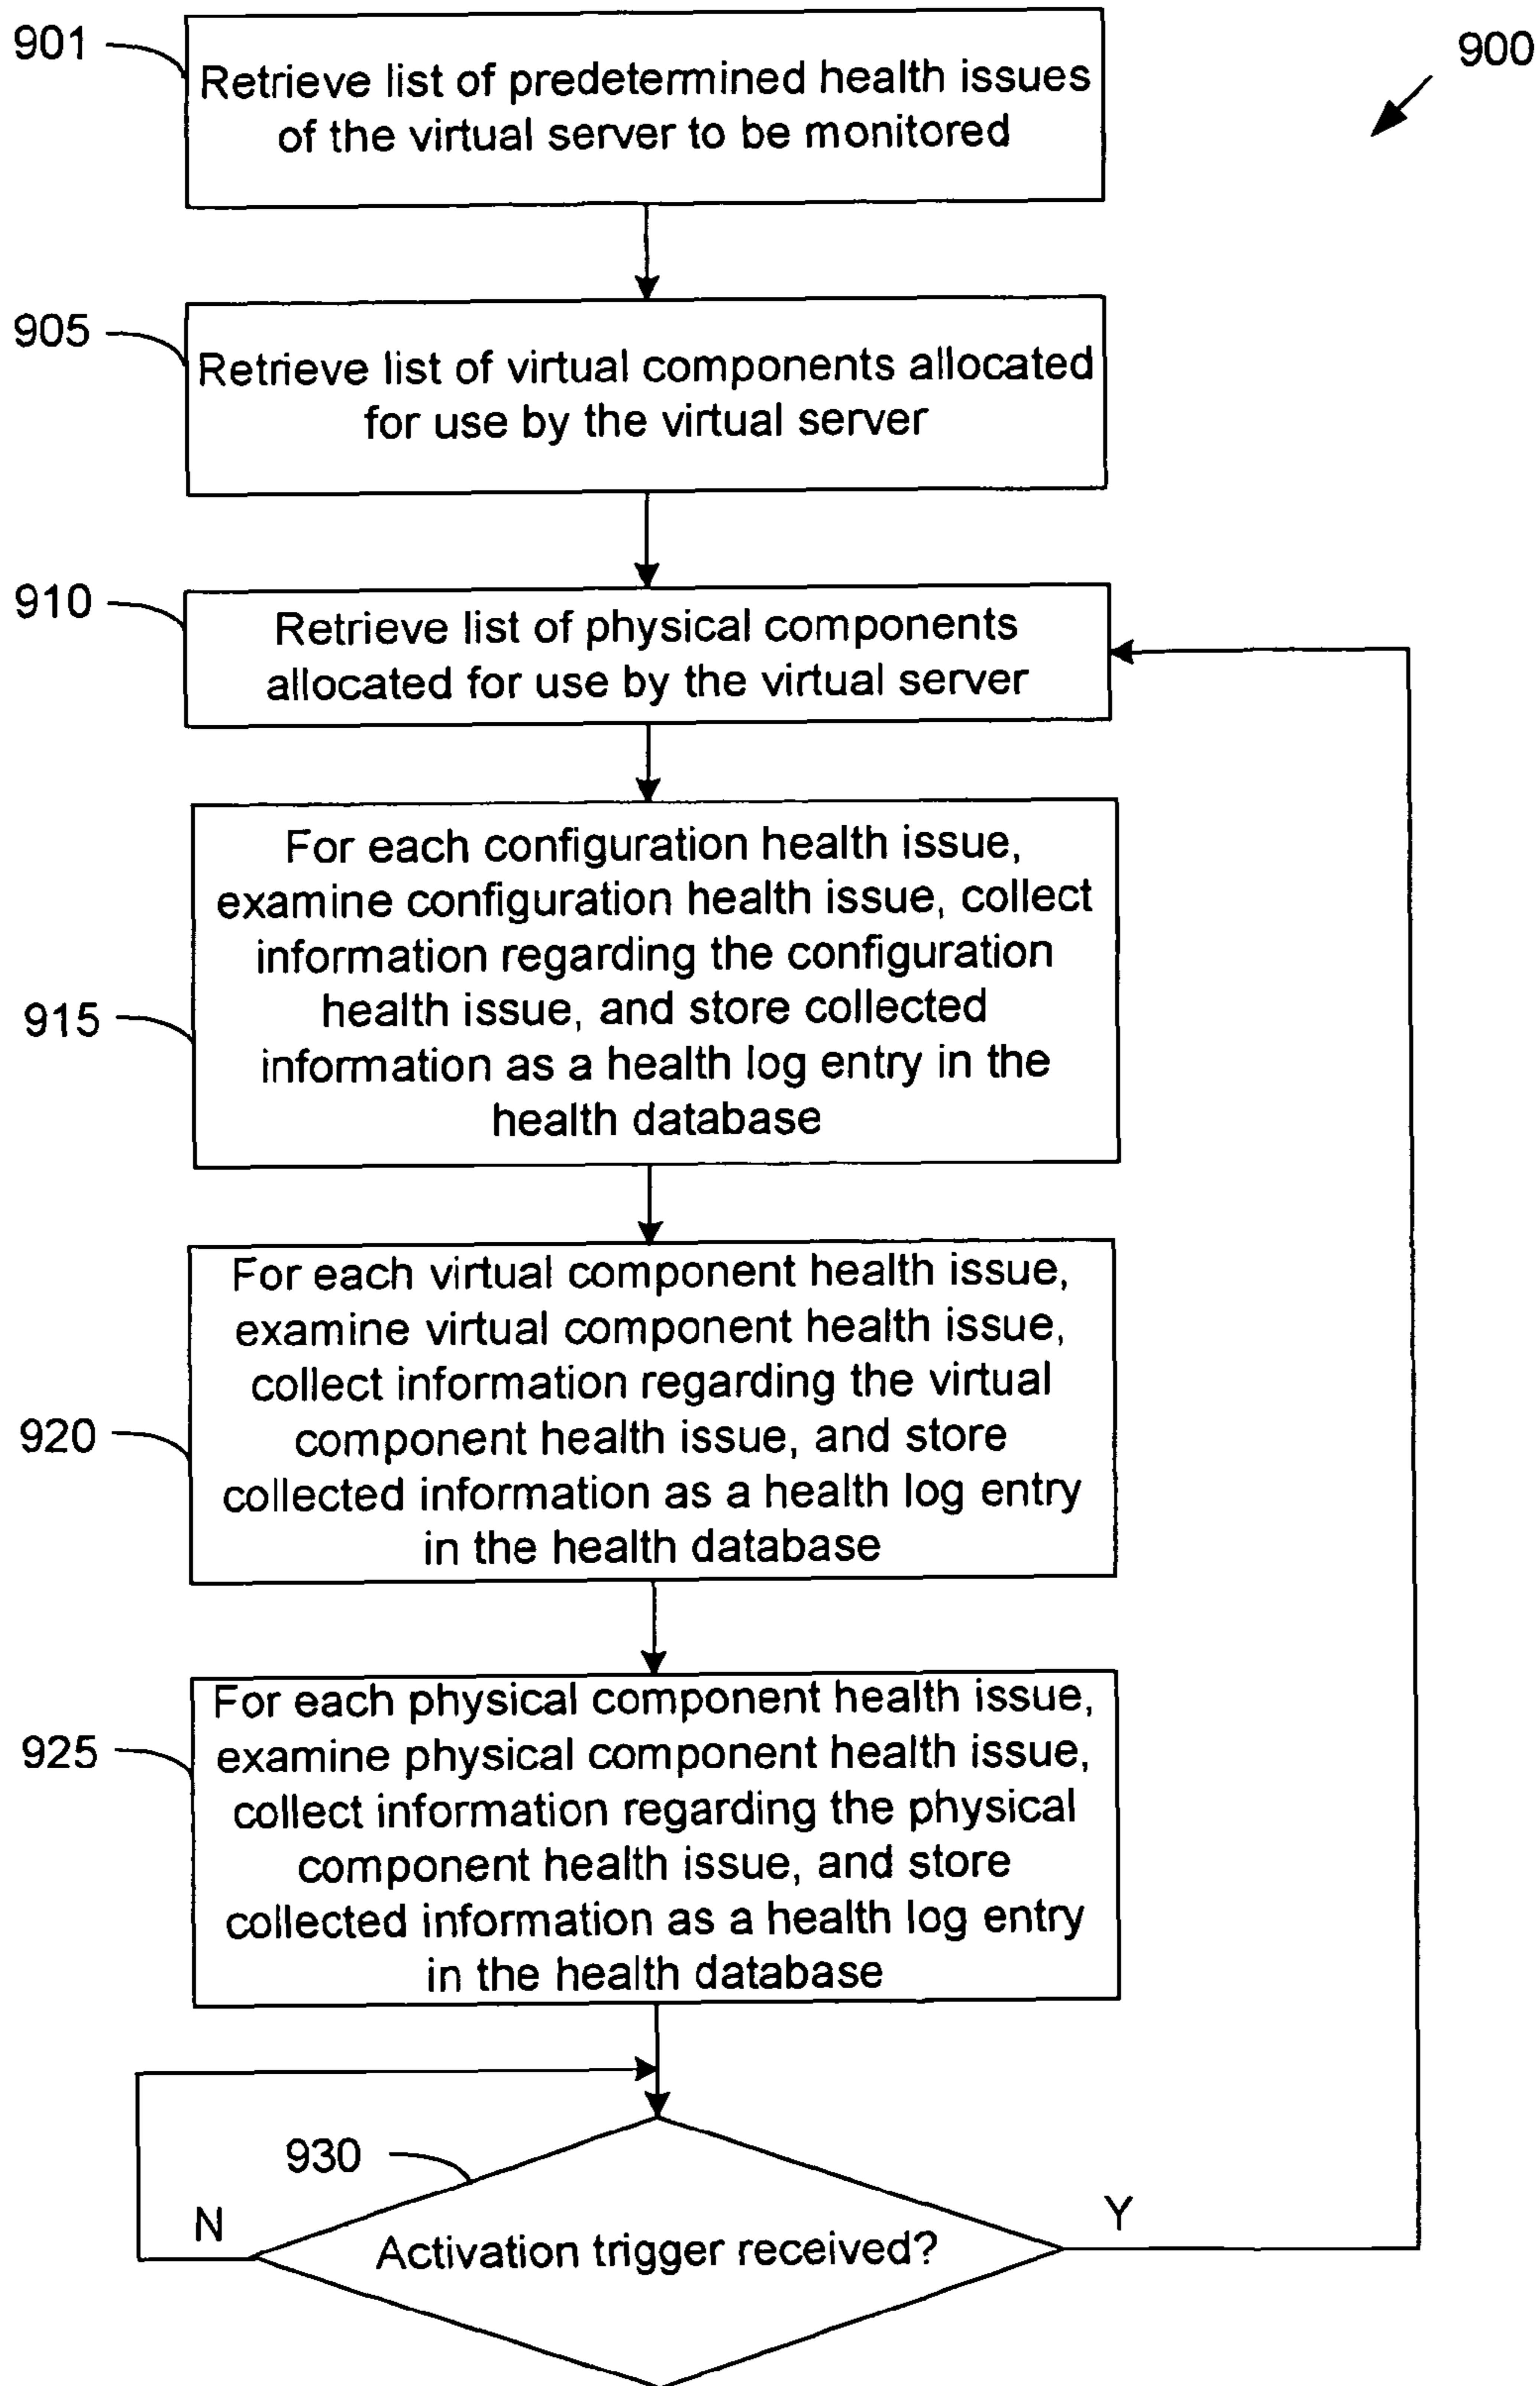 900
901
Retrieve list of predetermined health issues
of the virtual server to be monitored
905
Retrieve list of virtual components allocated
for use by the virtual server
910
Retrieve list of physical components
allocated for use by the virtual server
915
For each configuration health issue,
examine configuration health issue, collect
information regarding the configuration
health issue, and store collected
information as a health log entry in the
health database
920
For each virtual component health issue,
examine virtual component health issue,
collect information regarding the virtual
component health issue, and store
collected information as a health log entry
in the health database
925
For each physical component health issue,
examine physical component health issue,
collect information regarding the physical
component health issue, and store
collected information as a health log entry
in the health database
930
N
Y
Activation trigger received?